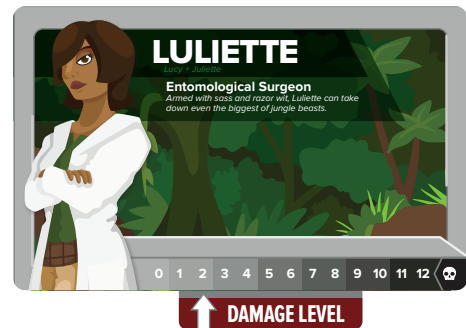 LULIETTE
Lucy + Juliette
Entomological Surgeon
Armed with sass and razor wit, Luliette can take
down even the biggest of jungle beasts.
0 1 2 3 4 5 6 7 8 9 10 11 12
DAMAGE LEVEL